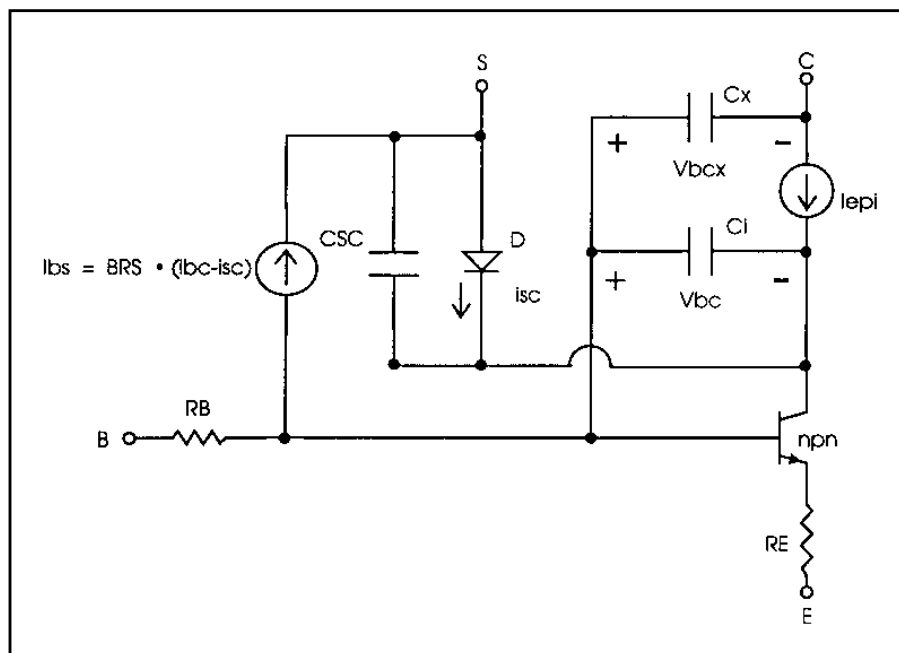 S
C
Cx
+
-
Vbcx
Iepi
CSC
D
Ci
Ibs = BRS • (Ibc-isc)
isc
+
-
Vbc
RB
B
npn
RE
E